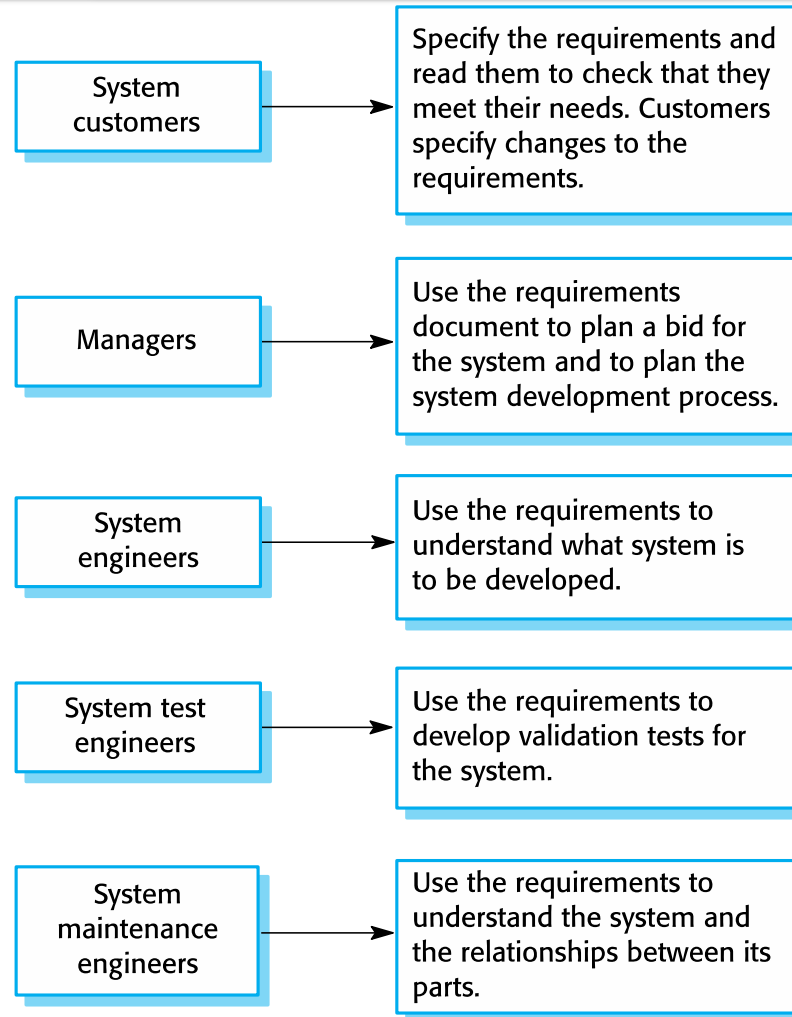 System
customers
Specify the requirements and
read them to check that they
meet their needs. Customers
specify changes to the
requirements.
Managers
Use the requirements
document to plan a bid for
the system and to plan the
system development process.
System
engineers
Use the requirements to
understand what system is
to be developed.
System test
engineers
Use the requirements to
develop validation tests for
the system.
System
maintenance
engineers
Use the requirements to
understand the system and
the relationships between its
parts.